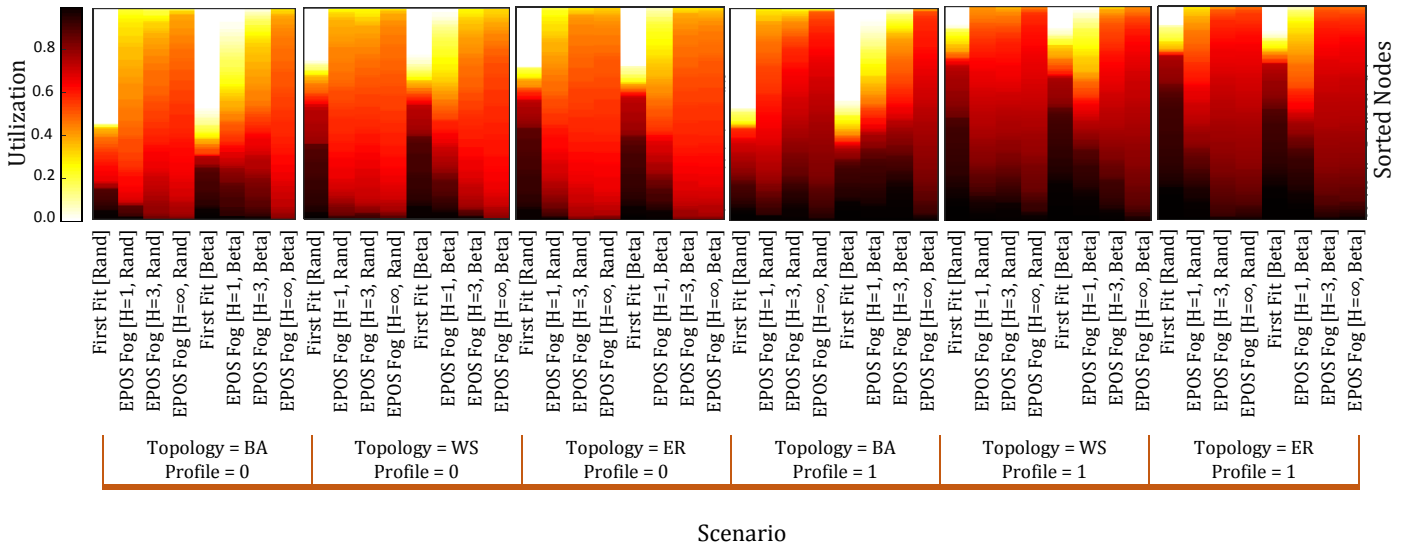 Utilization
0.8
0.6
0.4
0.2
0.0
Sorted Nodes
First Fit [Rand]
EPOS Fog [H=1, Rand]
EPOS Fog [H=3, Rand]
EPOS Fog [H=∞, Rand]
First Fit [Beta]
EPOS Fog [H=1, Beta]
EPOS Fog [H=3, Beta]
EPOS Fog [H=∞, Beta]
First Fit [Rand]
EPOS Fog [H=1, Rand]
EPOS Fog [H=3, Rand]
EPOS Fog [H=∞, Rand]
First Fit [Beta]
EPOS Fog [H=1, Beta]
EPOS Fog [H=3, Beta]
EPOS Fog [H=∞, Beta]
First Fit [Rand]
EPOS Fog [H=1, Rand]
EPOS Fog [H=3, Rand]
EPOS Fog [H=∞, Rand]
First Fit [Beta]
EPOS Fog [H=1, Beta]
EPOS Fog [H=3, Beta]
EPOS Fog [H=∞, Beta]
First Fit [Rand]
EPOS Fog [H=1, Rand]
EPOS Fog [H=3, Rand]
EPOS Fog [H=∞, Rand]
First Fit [Beta]
EPOS Fog [H=1, Beta]
EPOS Fog [H=3, Beta]
EPOS Fog [H=∞, Beta]
First Fit [Rand]
EPOS Fog [H=1, Rand]
EPOS Fog [H=3, Rand]
EPOS Fog [H=∞, Rand]
First Fit [Beta]
EPOS Fog [H=1, Beta]
EPOS Fog [H=3, Beta]
EPOS Fog [H=∞, Beta]
First Fit [Rand]
EPOS Fog [H=1, Rand]
EPOS Fog [H=3, Rand]
EPOS Fog [H=∞, Rand]
First Fit [Beta]
EPOS Fog [H=1, Beta]
EPOS Fog [H=3, Beta]
EPOS Fog [H=∞, Beta]
Topology = BA
Profile = 0
Topology = WS
Profile = 0
Topology = ER
Profile = 0
Topology = BA
Profile = 1
Topology = WS
Profile = 1
Topology = ER
Profile = 1
Scenario